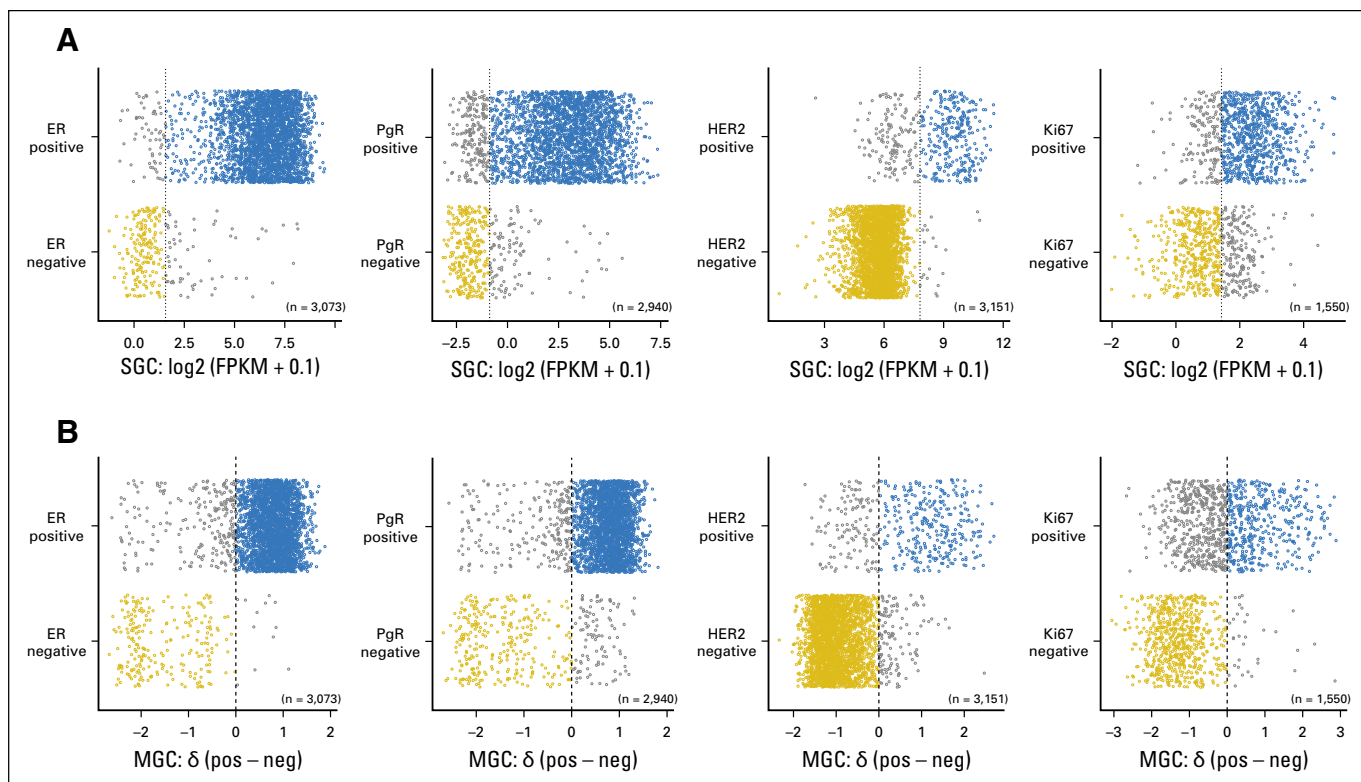 A
ER
positive
ER
negative
(n = 3,073)
0.0 2.5 5.0 7.5
SGC: log2 (FPKM + 0.1)
PgR
positive
PgR
negative
(n = 2,940)
−2.5 0.0 2.5 5.0 7.5
SGC: log2 (FPKM + 0.1)
HER2
positive
HER2
negative
(n = 3,151)
3 6 9 12
SGC: log2 (FPKM + 0.1)
Ki67
positive
Ki67
negative
(n = 1,550)
−2 0 2 4
SGC: log2 (FPKM + 0.1)
B
ER
positive
ER
negative
(n = 3,073)
−2 −1 0 1 2
MGC: δ (pos – neg)
PgR
positive
PgR
negative
(n = 2,940)
−2 −1 0 1 2
MGC: δ (pos – neg)
HER2
positive
HER2
negative
(n = 3,151)
−2 −1 0 1 2
MGC: δ (pos – neg)
Ki67
positive
Ki67
negative
(n = 1,550)
−3 −2 −1 0 1 2 3
MGC: δ (pos – neg)